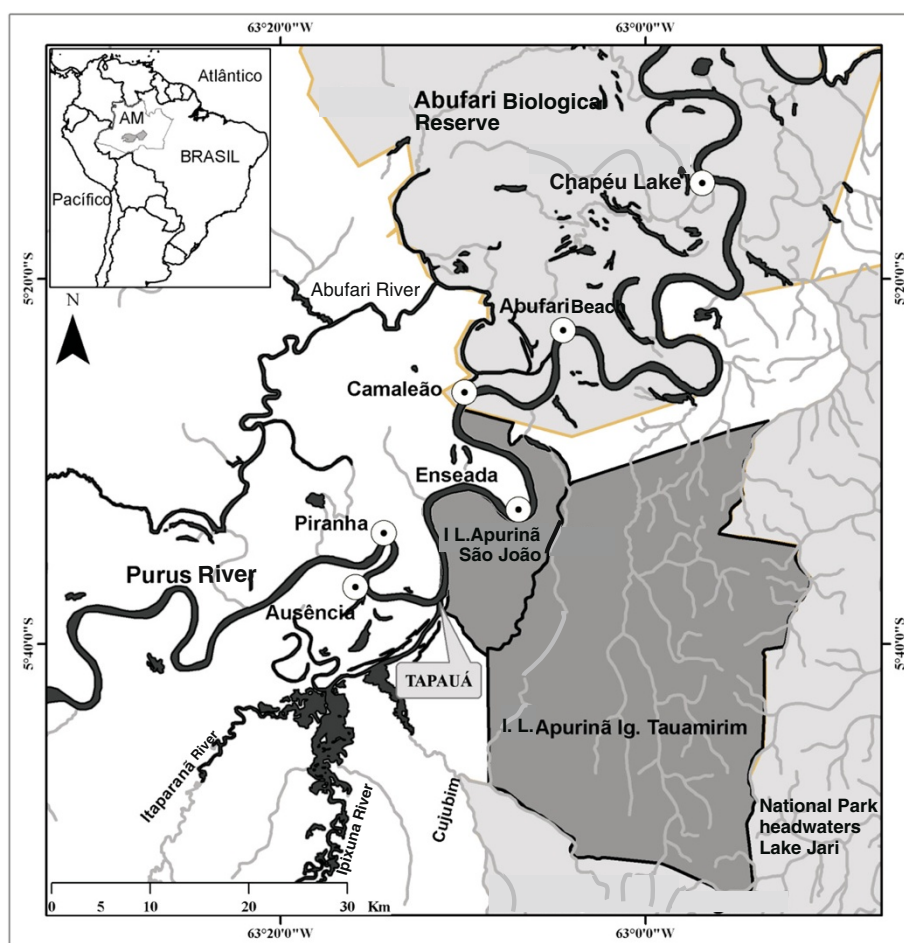 63°20'0"W
63°0'0"W
Atlântico
AM
BRASIL
Pacífico
N
Abufari Biological
Reserve
Chapéu Lake
5°20'0"S
5°20'0"S
Abufari River
Abufari Beach
Camaleão
Enseada
Piranha
I L.Apurinã
São João
Purus River
Ausência
5°40'0"S
5°40'0"S
TAPAUÁ
I. L. Apurinã Ig. Tauamirim
Itaparanã River
Ipixuna River
Cujubim
National Park
headwaters
Lake Jari
0 5 10 20 30 Km
63°20'0"W
63°0'0"W